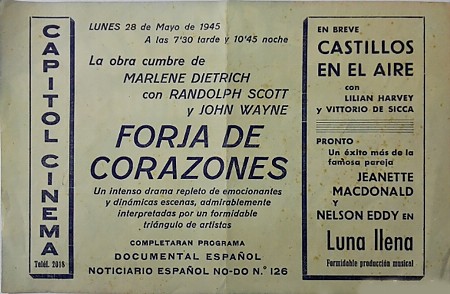 CAPITOL CINEMA
Teléf. 2018
LUNES 28 de Mayo de 1945
A las 7'30 tarde y 10'45 noche
La obra cumbre de
MARLENE DIETRICH
con RANDOLPH SCOTT
y JOHN WAYNE
FORJA DE
CORAZONES
Un intenso drama repleto de emocionantes
y dinámicas escenas, admirablemente
interpretadas por un formidable
triángulo de artistas
COMPLETARAN PROGRAMA
DOCUMENTAL ESPAÑOL
NOTICIARIO ESPAÑOL NO-DO N.º 126
EN BREVE
CASTILLOS
EN EL AIRE
con
LILIAN HARVEY
y VITTORIO DE SICCA
PRONTO
Un éxito más de la
famosa pareja
JEANETTE
MACDONALD
y
NELSON EDDY EN
Luna llena
Formidable producción musical